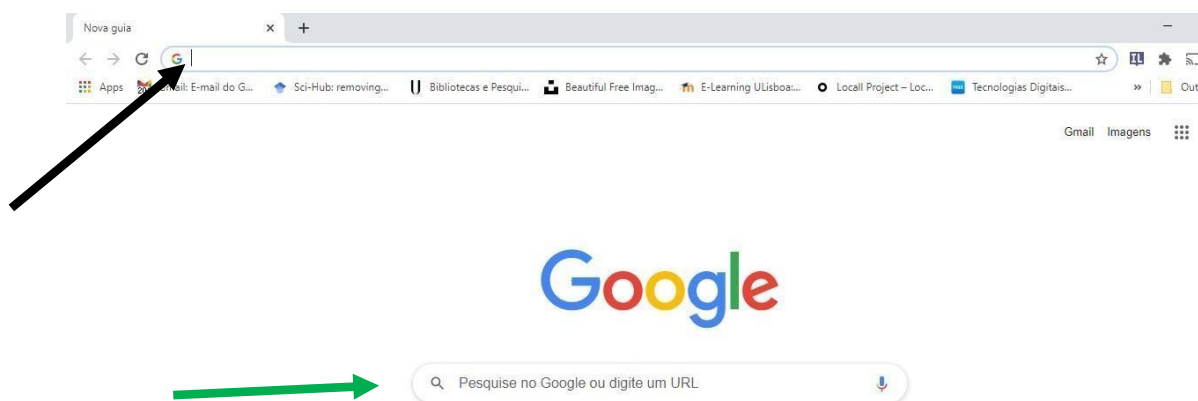 Nova guia
Apps ail: E-mail do G... Sci-Hub: removing... Bibliotecas e Pesqui... Beautiful Free Imag... E-Learning ULisboa:... Locall Project – Loc... Tecnologias Digitais... » Out
Gmail Imagens
Google
Pesquise no Google ou digite um URL